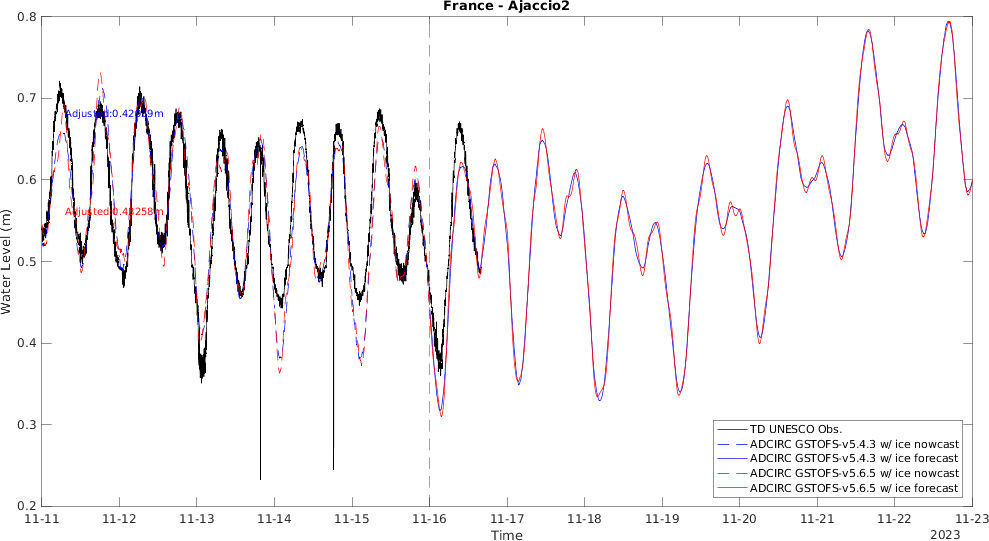 France - Ajaccio2
0.8
0.7
0.6
0.5
0.4
0.3
0.2
Water Level (m)
Adjusted:0.48258m
TD UNESCO Obs.
ADCIRC GSTOFS-v5.4.3 w/ ice nowcast
ADCIRC GSTOFS-v5.4.3 w/ ice forecast
ADCIRC GSTOFS-v5.6.5 w/ ice nowcast
ADCIRC GSTOFS-v5.6.5 w/ ice forecast
11-11 11-12 11-13 11-14 11-15 11-16 11-17 11-18 11-19 11-20 11-21 11-22 11-23
Time
2023